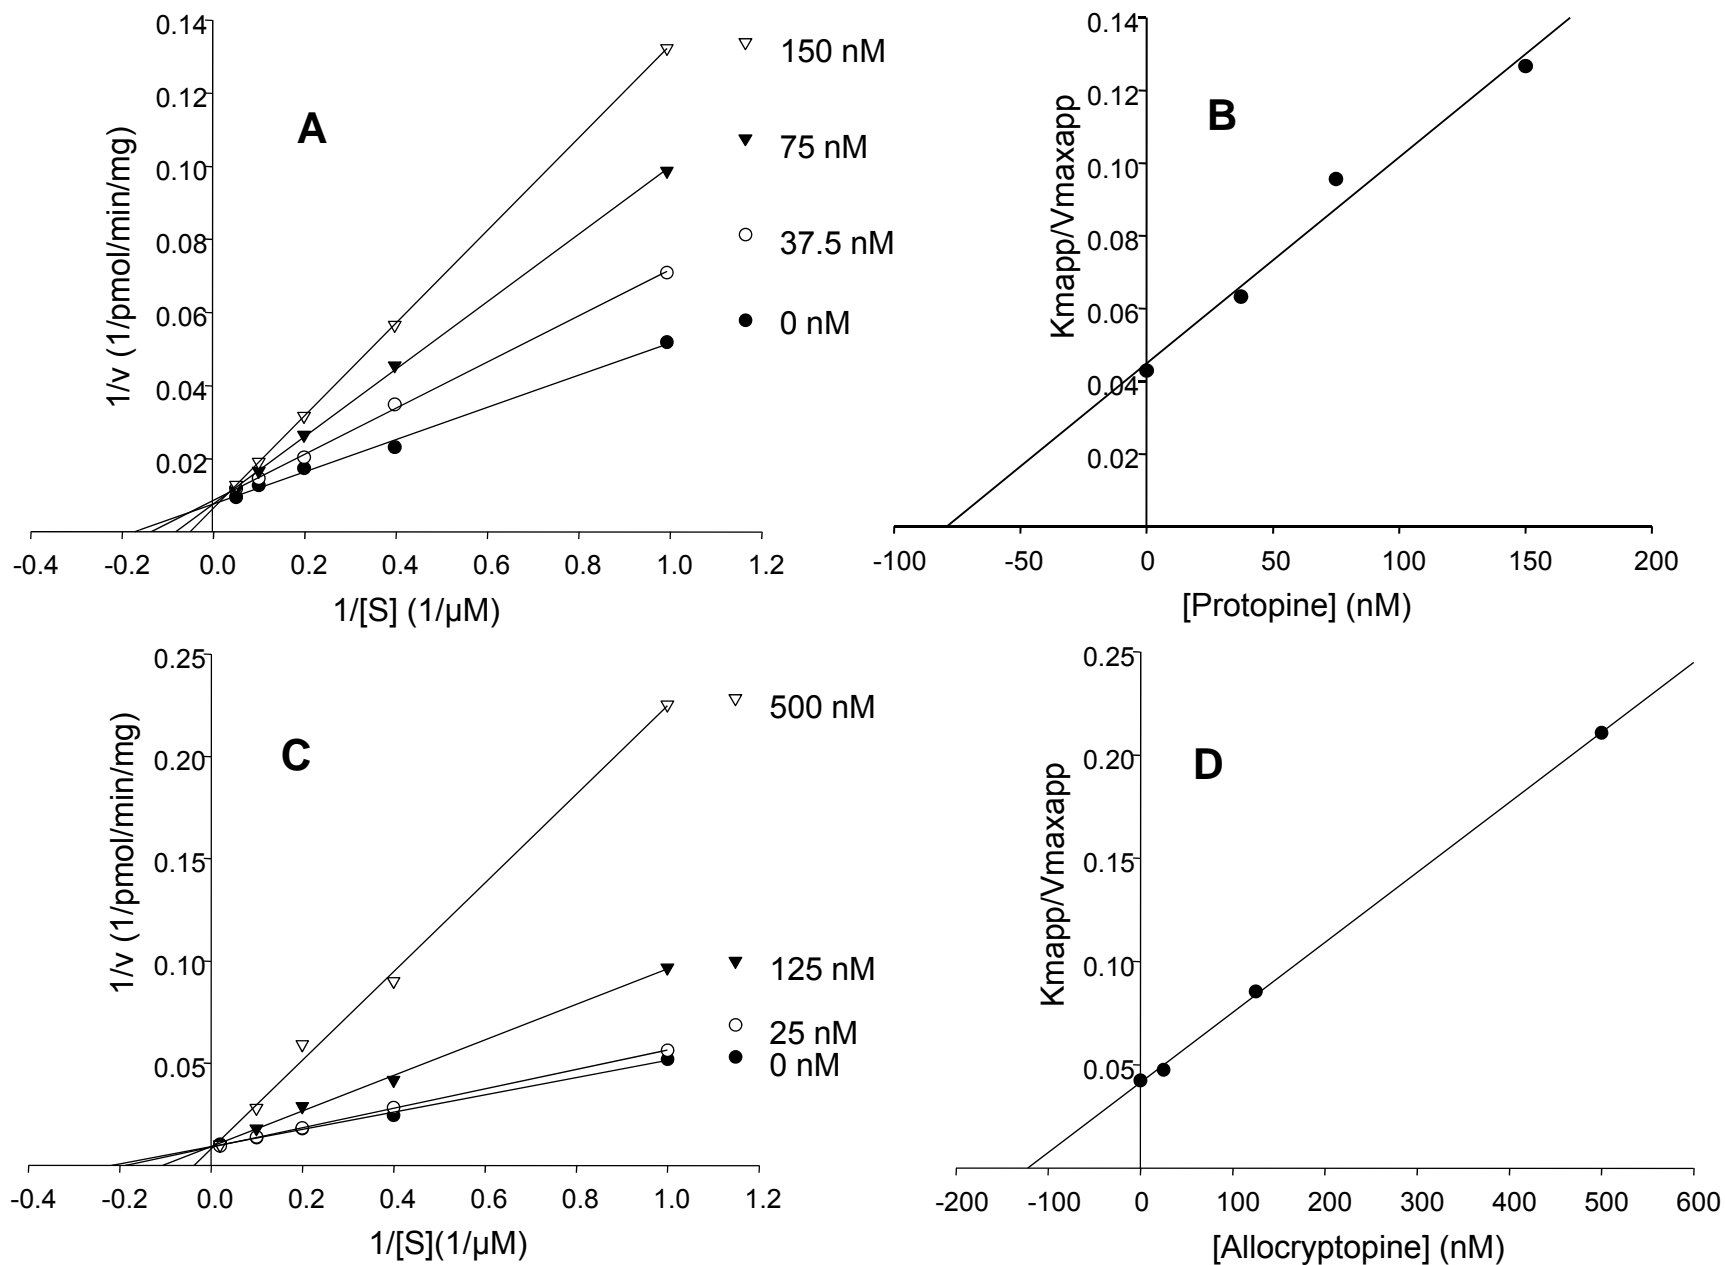 A
0.14
0.12
0.10
0.08
0.06
0.04
0.02
1/v (1/pmol/min/mg)
-0.4 -0.2 0.0 0.2 0.4 0.6 0.8 1.0 1.2
1/[S] (1/µM)
150 nM
75 nM
37.5 nM
0 nM
B
0.14
0.12
0.10
0.08
0.06
0.04
0.02
Kmapp/Vmaxapp
-100 -50 0 50 100 150 200
[Protopine] (nM)
C
0.25
0.20
0.15
0.10
0.05
1/v (1/pmol/min/mg)
-0.4 -0.2 0.0 0.2 0.4 0.6 0.8 1.0 1.2
1/[S](1/µM)
500 nM
125 nM
25 nM
0 nM
D
0.25
0.20
0.15
0.10
0.05
Kmapp/Vmaxapp
-200 -100 0 100 200 300 400 500 600
[Allocryptopine] (nM)